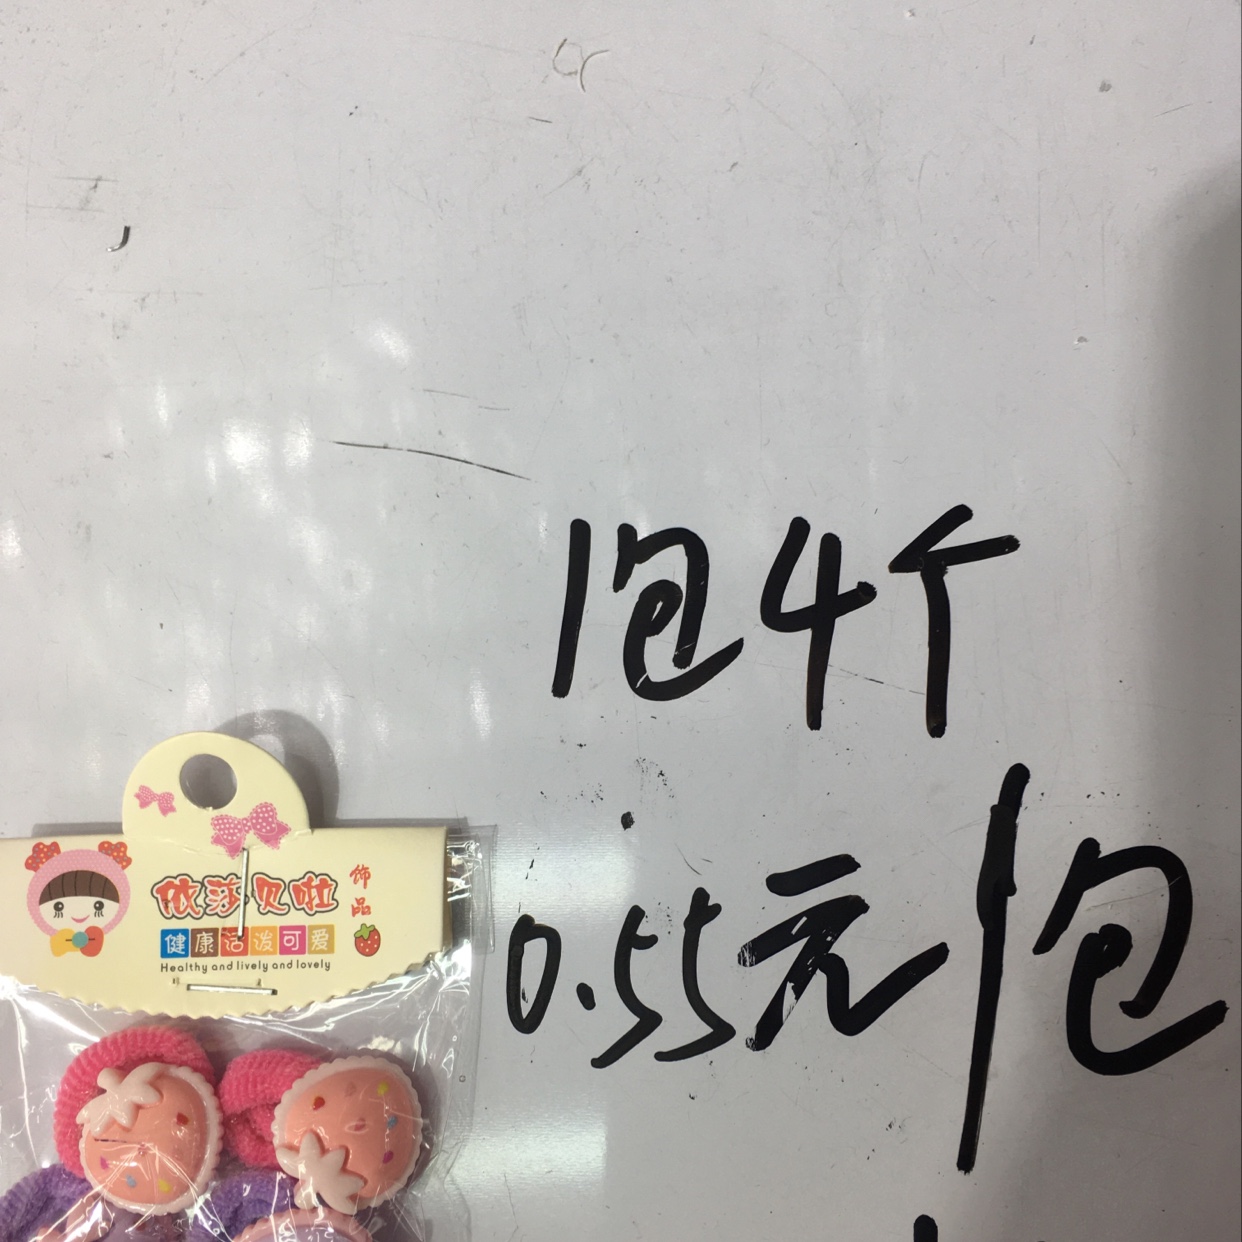 1包4个
0.55元/包
依莎贝啦
饰品
健康活泼可爱
Healthy and lively and lovely